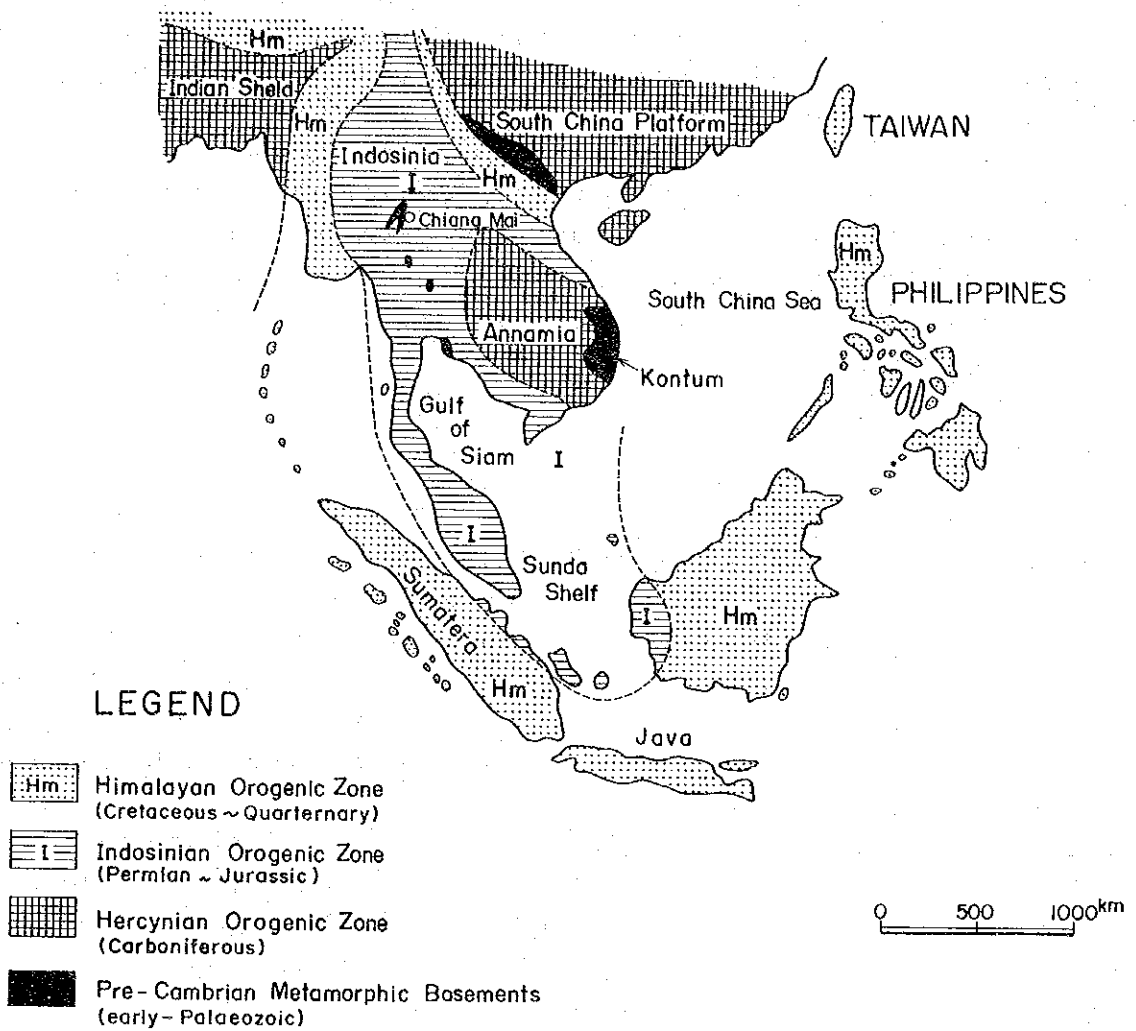 Hm
Indian Sheld
Hm
South China Platform
TAIWAN
Indosinia
I
Hm
Chiang Mai
Hm
South China Sea
PHILIPPINES
Annamia
Kontum
Gulf
of
Siam
I
I
Sunda
Shelf
Sumatera
I
Hm
Hm
Java
LEGEND
Hm Himalayan Orogenic Zone
(Cretaceous ~ Quarternary)
I Indosinian Orogenic Zone
(Permian ~ Jurassic)
Hercynian Orogenic Zone
(Carboniferous)
Pre-Cambrian Metamorphic Basements
(early-Palaeozoic)
0 500 1000km